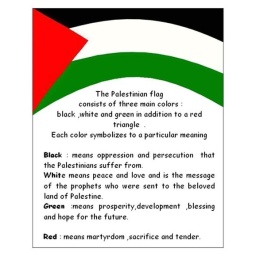 The Palestinian flag
consists of three main colors :
black ,white and green in addition to a red
triangle .
Each color symbolizes to a particular meaning
Black : means oppression and persecution that
the Palestinians suffer from.
White means peace and love and is the message
of the prophets who were sent to the beloved
land of Palestine.
Green :means prosperity,development ,blessing
and hope for the future.
Red : means martyrdom ,sacrifice and tender.